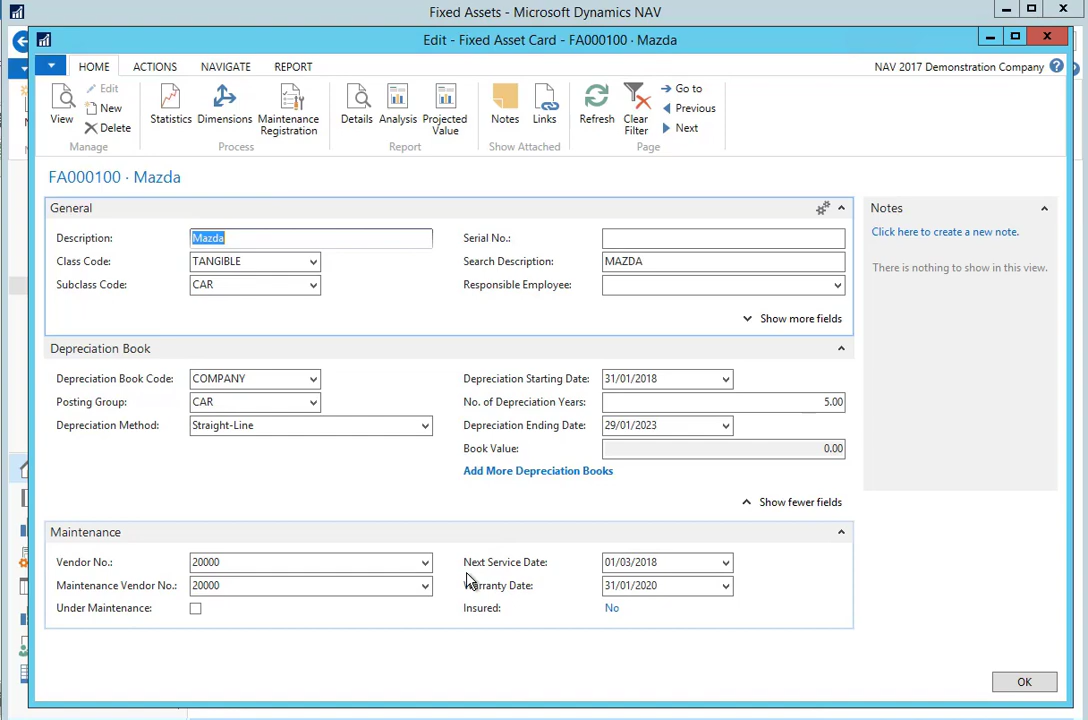 Fixed Assets - Microsoft Dynamics NAV
Edit - Fixed Asset Card - FA000100 · Mazda
HOME ACTIONS NAVIGATE REPORT NAV 2017 Demonstration Company
View
Edit
New
Delete
Manage
Statistics
Dimensions
Maintenance
Registration
Process
Details
Analysis
Projected
Value
Report
Notes
Links
Show Attached
Refresh
Clear
Filter
Go to
Previous
Next
Page
FA000100 · Mazda
General
Description: Mazda
Class Code: TANGIBLE
Subclass Code: CAR
Serial No.:
Search Description: MAZDA
Responsible Employee:
Show more fields
Depreciation Book
Depreciation Book Code: COMPANY
Posting Group: CAR
Depreciation Method: Straight-Line
Depreciation Starting Date: 31/01/2018
No. of Depreciation Years: 5.00
Depreciation Ending Date: 29/01/2023
Book Value: 0.00
Add More Depreciation Books
Show fewer fields
Maintenance
Vendor No.: 20000
Maintenance Vendor No.: 20000
Under Maintenance:
Next Service Date: 01/03/2018
Warranty Date: 31/01/2020
Insured: No
Notes
Click here to create a new note.
There is nothing to show in this view.
OK